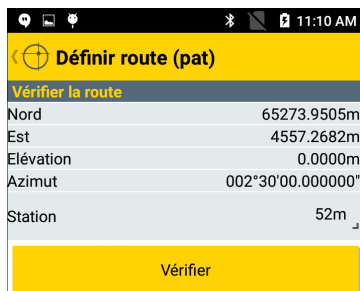 11:10 AM
Définir route (pat)
Vérifier la route
Nord 65273.9505m
Est 4557.2682m
Elévation 0.0000m
Azimut 002°30'00.000000"
Station 52m
Vérifier